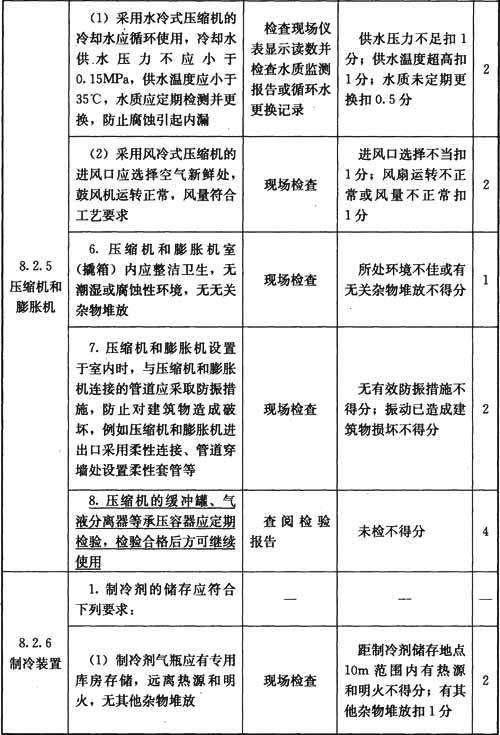 (1) 采用水冷式压缩机的
冷却水应循环使用，冷却水
供水压力不应小于
0.15MPa，供水温度应小于
35℃，水质应定期检测并更
换，防止腐蚀引起内漏
检查现场仪
表显示读数并
检查水质监测
报告或循环水
更换记录
供水压力不足扣1
分；供水温度超高扣
1分；水质未定期更
换扣0.5分
2
(2) 采用风冷式压缩机的
进风口应选择空气新鲜处，
鼓风机运转正常，风量符合
工艺要求
现场检查
进风口选择不当扣
1分；风扇运转不正
常或风量不正常扣
1分
2
8.2.5
压缩机和
膨胀机
6. 压缩机和膨胀机室
(撬箱) 内应整洁卫生，无
潮湿或腐蚀性环境，无无关
杂物堆放
现场检查
所处环境不佳或有
无关杂物堆放不得分
1
7. 压缩机和膨胀机设置
于室内时，与压缩机和膨胀
机连接的管道应采取防振措
施，防止对建筑物造成破
坏，例如压缩机和膨胀机进
出口采用柔性连接、管道穿
墙处设置柔性套管等
现场检查
无有效防振措施不
得分；振动已造成建
筑物损坏不得分
2
8. 压缩机的缓冲罐、气
液分离器等承压容器应定期
检验，检验合格后方可继续
使用
查阅检验
报告
未检不得分
4
8.2.6
制冷装置
1. 制冷剂的储存应符合
下列要求：
—
—
—
(1) 制冷剂气瓶应有专用
库房存储，远离热源和明
火，无其他杂物堆放
现场检查
距制冷剂储存地点
10m 范围内有热源
和明火不得分；有其
他杂物堆放扣1分
2